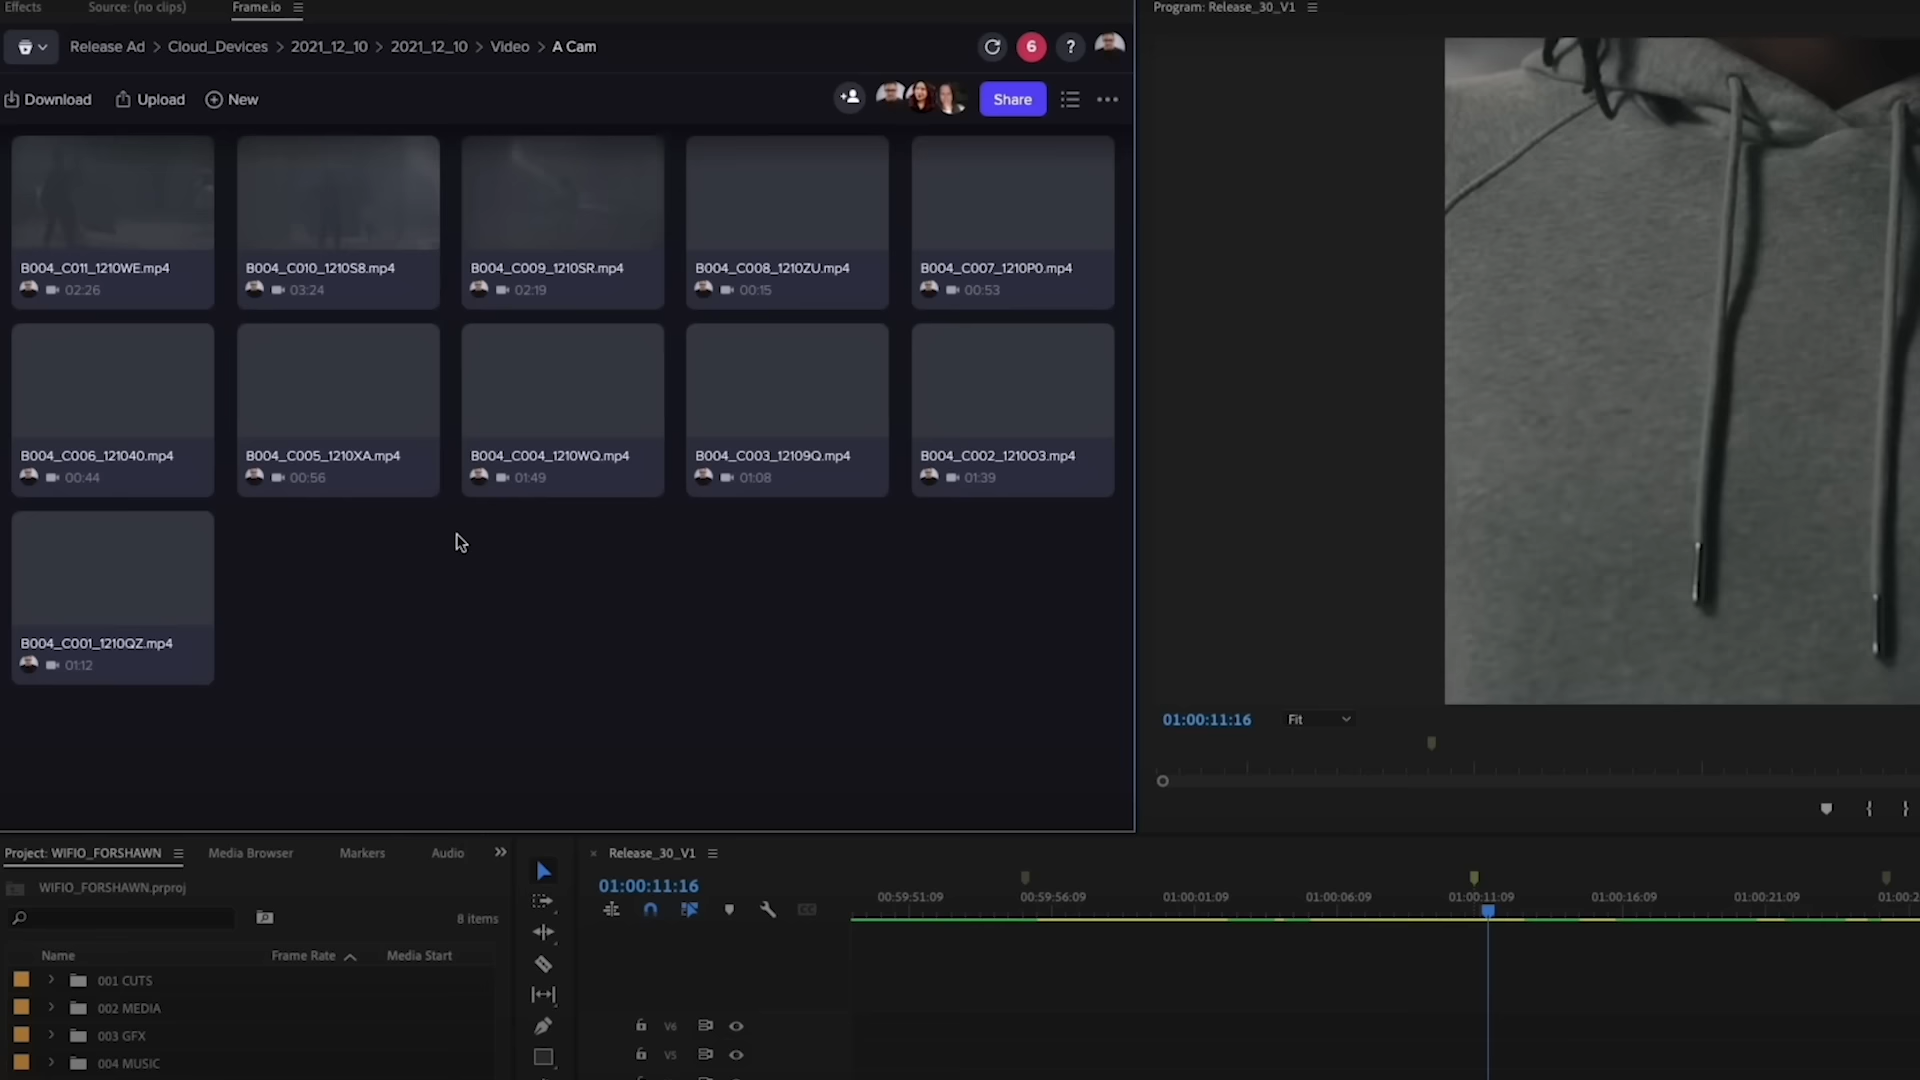 Effects
Source: (no clips)
Frame.io
Program: Release_30_V1
Release Ad > Cloud_Devices > 2021_12_10 > 2021_12_10 > Video > A Cam
6
?
Download
Upload
New
Share
B004_C011_1210WE.mp4
02:26
B004_C010_1210S8.mp4
03:24
B004_C009_1210SR.mp4
02:19
B004_C008_1210ZU.mp4
00:15
B004_C007_1210P0.mp4
00:53
B004_C006_121040.mp4
00:44
B004_C005_1210XA.mp4
00:56
B004_C004_1210WQ.mp4
01:49
B004_C003_12109Q.mp4
01:08
B004_C002_1210O3.mp4
01:39
B004_C001_1210QZ.mp4
01:12
01:00:11:16
Fit
Project: WIFIO_FORSHAWN
Media Browser
Markers
Audio
WIFIO_FORSHAWN.prproj
8 items
Name
Frame Rate
Media Start
001 CUTS
002 MEDIA
003 GFX
004 MUSIC
× Release_30_V1
01:00:11:16
00:59:51:09
00:59:56:09
01:00:01:09
01:00:06:09
01:00:11:09
01:00:16:09
01:00:21:09
01:00:2
V6
V5